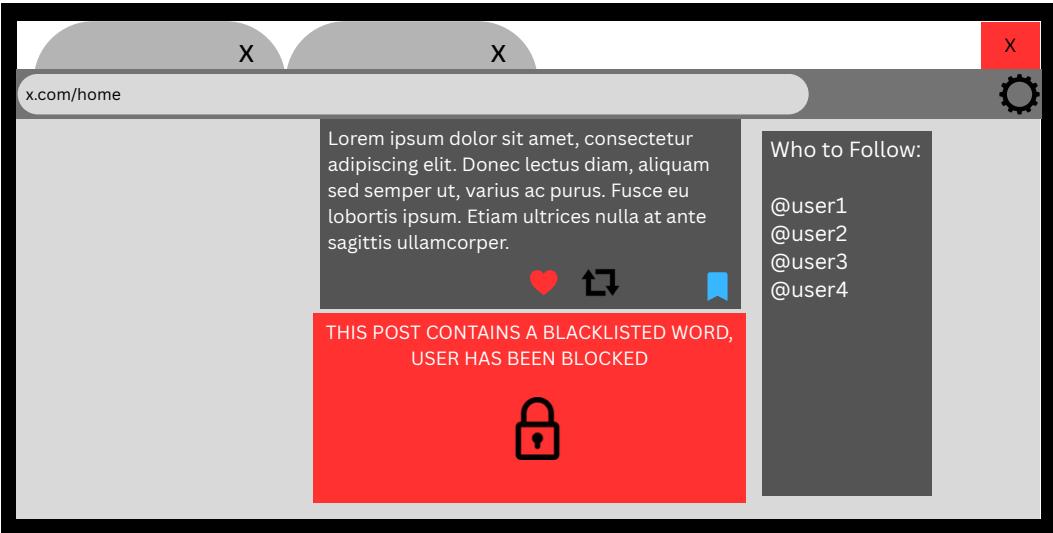 X
X
X
x.com/home
Lorem ipsum dolor sit amet, consectetur
adipiscing elit. Donec lectus diam, aliquam
sed semper ut, varius ac purus. Fusce eu
lobortis ipsum. Etiam ultrices nulla at ante
sagittis ullamcorper.
THIS POST CONTAINS A BLACKLISTED WORD,
USER HAS BEEN BLOCKED
Who to Follow:
@user1
@user2
@user3
@user4